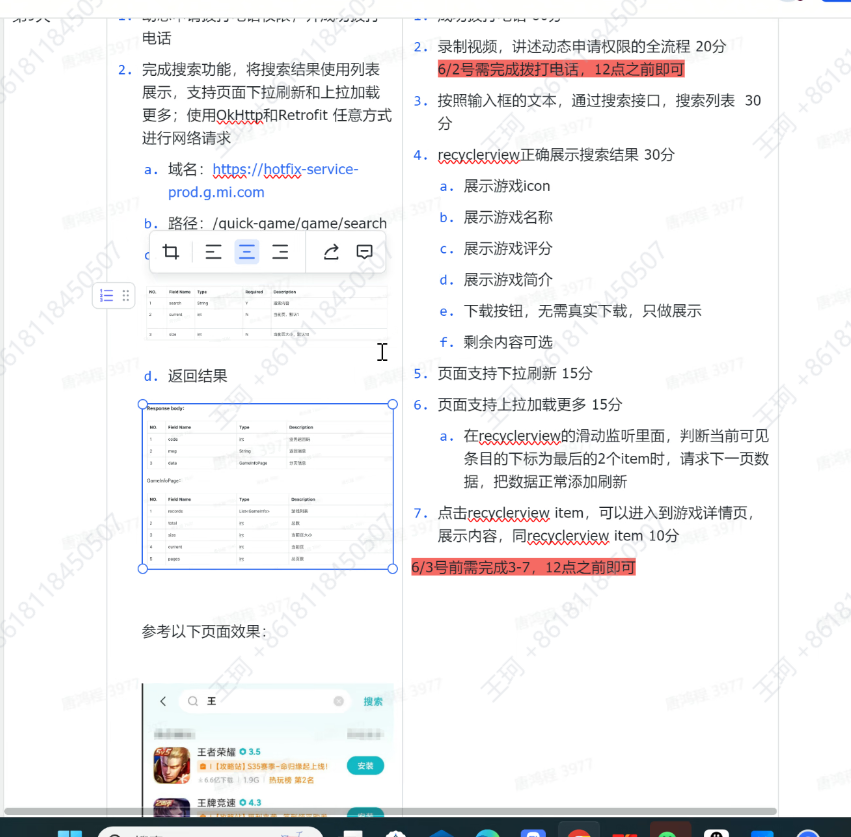 电话
2. 完成搜索功能，将搜索结果使用列表
展示，支持页面下拉刷新和上拉加载
更多；使用OkHttp和Retrofit 任意方式
进行网络请求
a. 域名：https://hotfix-service-
prod.g.mi.com
b. 路径：/quick-game/game/search
NO. Field Name Type Required Description
1 search String Y
2 current int N
3 size int N
d. 返回结果
Response body:
NO. Field Name Type Description
1 code int
2 msg String
3 data GameInfoPage
GameInfoPage:
NO. Field Name Type Description
1 records List<GameInfo> 游戏列表
2 total int 总数
3 size int
4 current int 当前页
5 pages int 总页数
参考以下页面效果：
王 搜索
王者荣耀 3.5
【攻略站】S35赛季-命归缘起上线!
6.6亿下载 1.9G 热玩榜 第2名
安装
王牌竞速 4.3
2. 录制视频，讲述动态申请权限的全流程 20分
6/2号需完成拨打电话，12点之前即可
3. 按照输入框的文本，通过搜索接口，搜索列表 30
分
4. recyclerview正确展示搜索结果 30分
a. 展示游戏icon
b. 展示游戏名称
c. 展示游戏评分
d. 展示游戏简介
e. 下载按钮，无需真实下载，只做展示
f. 剩余内容可选
5. 页面支持下拉刷新 15分
6. 页面支持上拉加载更多 15分
a. 在recyclerview的滑动监听里面，判断当前可见
条目的下标为最后的2个item时，请求下一页数
据，把数据正常添加刷新
7. 点击recyclerview item，可以进入到游戏详情页，
展示内容，同recyclerview item 10分
6/3号前需完成3-7，12点之前即可
王珂 +8618118450507
唐鸿程 3977